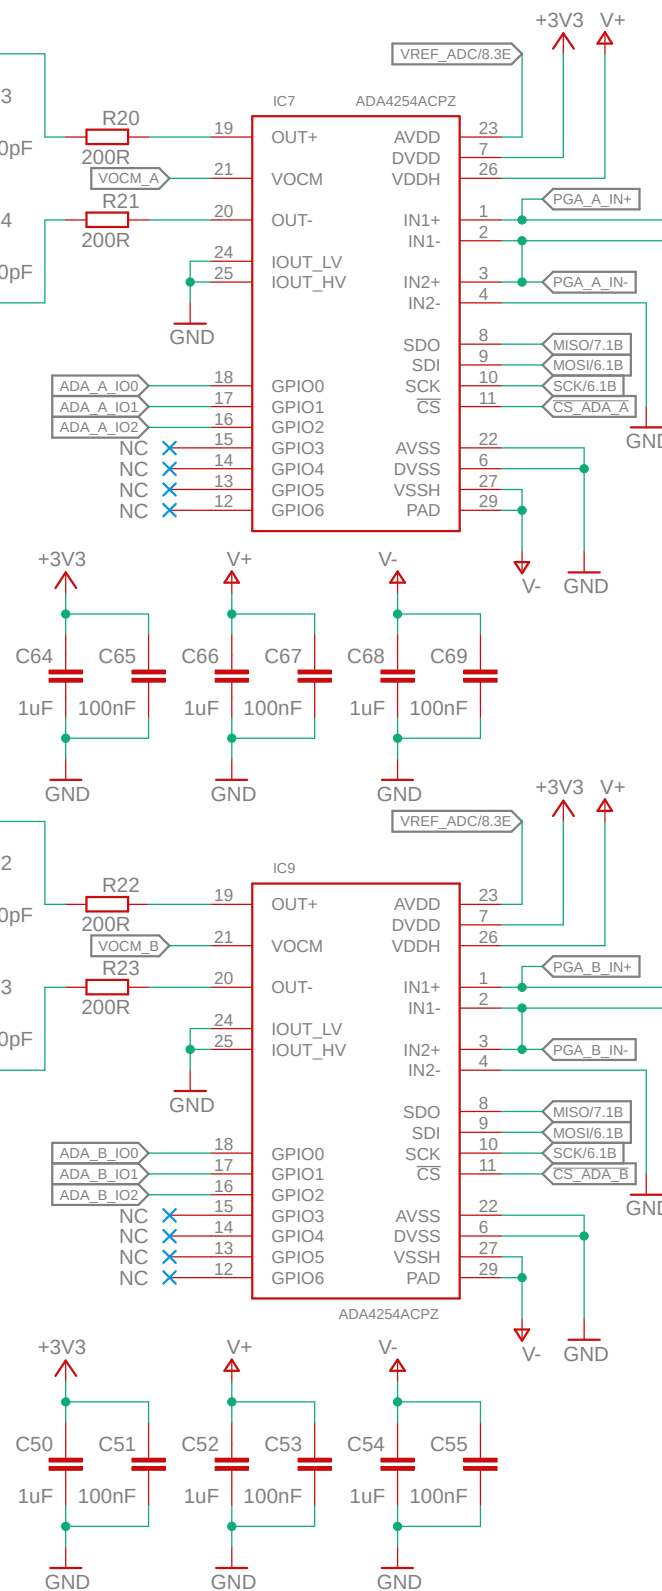 +3V3 V+
VREF_ADC/8.3E
IC7 ADA4254ACPZ
3
0pF
R20
200R
19 OUT+ AVDD 23
DVDD 7
VOCM_A 21 VOCM VDDH 26
PGA_A_IN+
R21
200R
4
0pF
20 OUT- IN1+ 1
IN1- 2
24 IOUT_LV
25 IOUT_HV IN2+ 3 PGA_A_IN-
IN2- 4
GND
SDO 8 MISO/7.1B
SDI 9 MOSI/6.1B
ADA_A_IO0 18 GPIO0 SCK 10 SCK/6.1B
ADA_A_IO1 17 GPIO1 CS 11 CS_ADA_A
ADA_A_IO2 16 GPIO2
GND
NC 15 GPIO3 AVSS 22
NC 14 GPIO4 DVSS 6
NC 13 GPIO5 VSSH 27
NC 12 GPIO6 PAD 29
V- GND
+3V3 V+ V-
C64 C65 C66 C67 C68 C69
1uF 100nF 1uF 100nF 1uF 100nF
GND GND GND
+3V3 V+
VREF_ADC/8.3E
IC9
2
0pF
R22
200R
19 OUT+ AVDD 23
DVDD 7
VOCM_B 21 VOCM VDDH 26
PGA_B_IN+
R23
200R
3
0pF
20 OUT- IN1+ 1
IN1- 2
24 IOUT_LV
25 IOUT_HV IN2+ 3 PGA_B_IN-
IN2- 4
GND
SDO 8 MISO/7.1B
SDI 9 MOSI/6.1B
ADA_B_IO0 18 GPIO0 SCK 10 SCK/6.1B
ADA_B_IO1 17 GPIO1 CS 11 CS_ADA_B
ADA_B_IO2 16 GPIO2
GND
NC 15 GPIO3 AVSS 22
NC 14 GPIO4 DVSS 6
NC 13 GPIO5 VSSH 27
NC 12 GPIO6 PAD 29
ADA4254ACPZ
V- GND
+3V3 V+ V-
C50 C51 C52 C53 C54 C55
1uF 100nF 1uF 100nF 1uF 100nF
GND GND GND